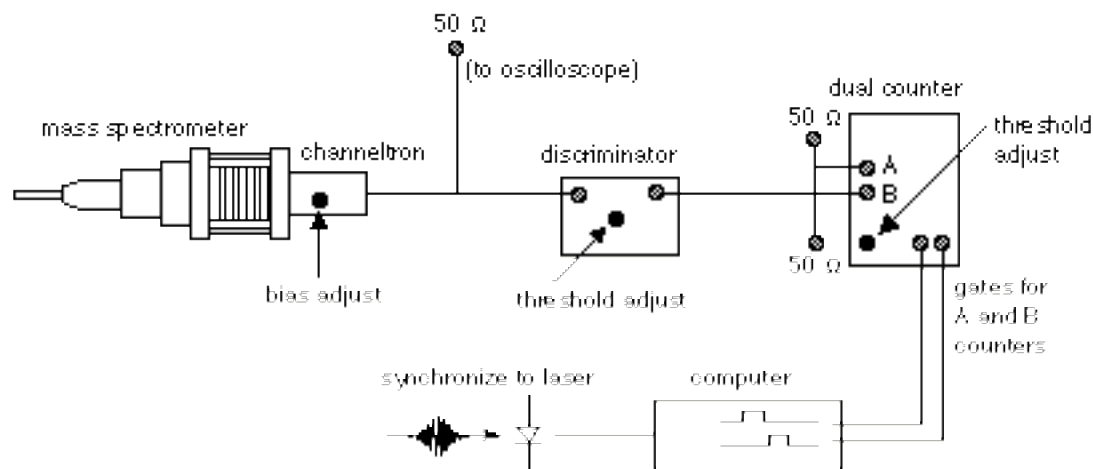 50 Ω
(to oscilloscope)
dual counter
50 Ω
threshold
adjust
mass spectrometer
channeltron
discriminator
A
B
50 Ω
bias adjust
threshold adjust
gates for
A and B
counters
synchronize to laser
computer